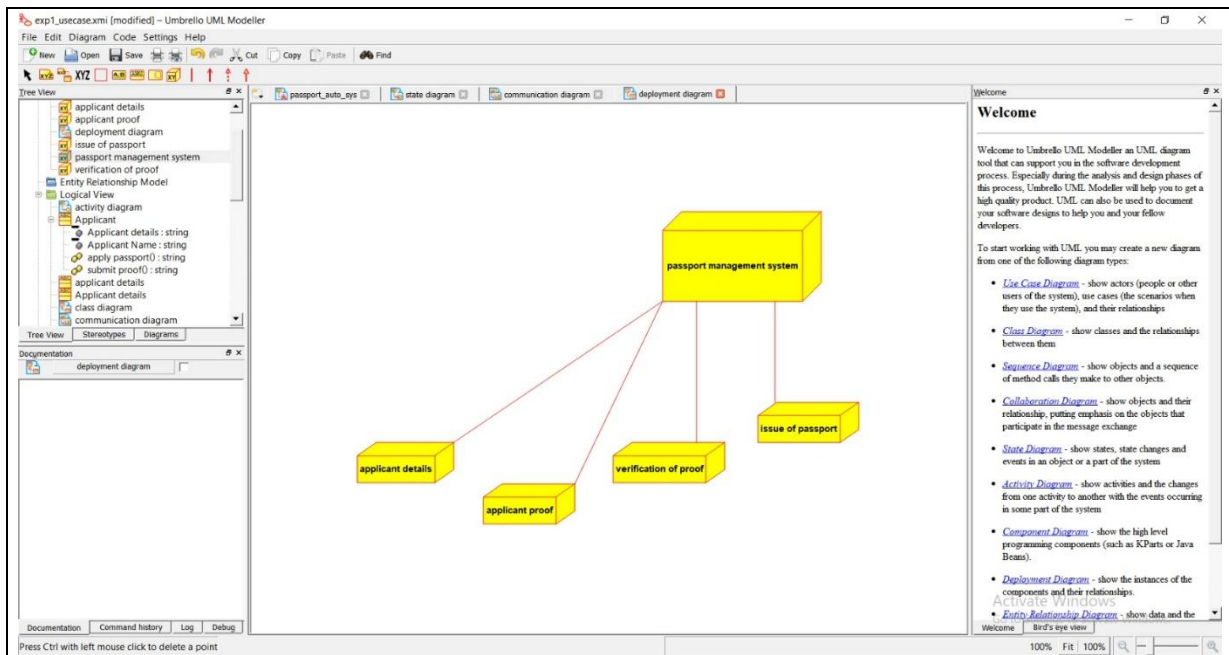 exp1_usecase.xmi [modified] – Umbrello UML Modeller
File Edit Diagram Code Settings Help
New Open Save Cut Copy Paste Find
XYZ
Tree View
applicant details
applicant proof
deployment diagram
issue of passport
passport management system
verification of proof
Entity Relationship Model
Logical View
activity diagram
Applicant
Applicant details : string
Applicant Name : string
apply passport() : string
submit proof() : string
applicant details
Applicant details
class diagram
communication diagram
Tree View Stereotypes Diagrams
Documentation
deployment diagram
Documentation Command history Log Debug
Press Ctrl with left mouse click to delete a point
passport_auto_sys state diagram communication diagram deployment diagram
passport management system
issue of passport
applicant details
verification of proof
applicant proof
Welcome
Welcome
Welcome to Umbrello UML Modeller an UML diagram
tool that can support you in the software development
process. Especially during the analysis and design phases of
this process, Umbrello UML Modeller will help you to get a
high quality product. UML can also be used to document
your software designs to help you and your fellow
developers.
To start working with UML you may create a new diagram
from one of the following diagram types:
• Use Case Diagram - show actors (people or other
users of the system), use cases (the scenarios when
they use the system), and their relationships
• Class Diagram - show classes and the relationships
between them
• Sequence Diagram - show objects and a sequence
of method calls they make to other objects.
• Collaboration Diagram - show objects and their
relationship, putting emphasis on the objects that
participate in the message exchange
• State Diagram - show states, state changes and
events in an object or a part of the system
• Activity Diagram - show activities and the changes
from one activity to another with the events occurring
in some part of the system
• Component Diagram - show the high level
programming components (such as KParts or Java
Beans).
• Deployment Diagram - show the instances of the
components and their relationships.
Activate Windows
• Entity Relationship Diagram - show data and the
Welcome Bird's eye view
100% Fit 100%